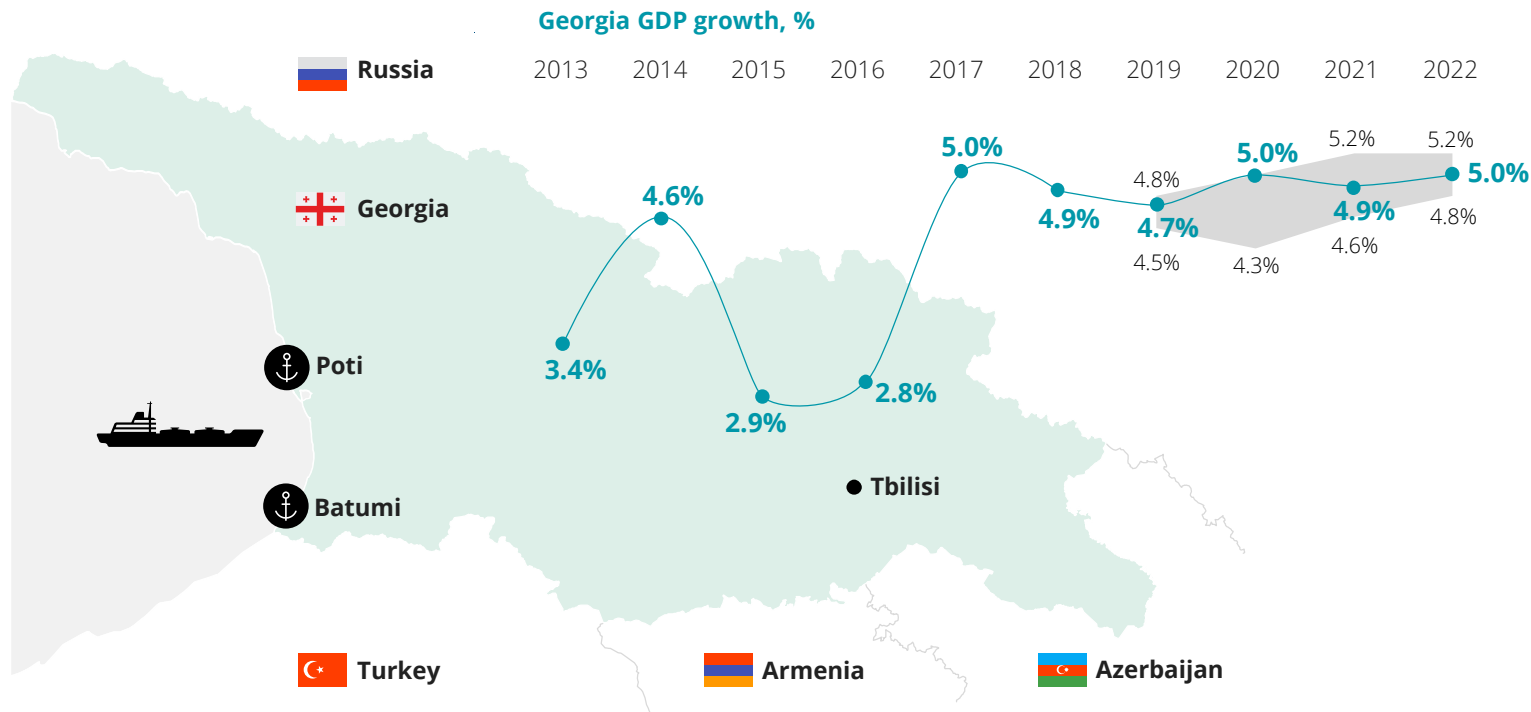 Georgia GDP growth, %
Russia
2013 2014 2015 2016 2017 2018 2019 2020 2021 2022
5.2% 5.2%
5.0% 5.0%
4.8%
5.0%
4.6%
Georgia
4.9% 4.7% 4.9% 4.8%
4.6%
4.5% 4.3%
Poti
3.4%
2.8%
2.9%
Tbilisi
Batumi
Turkey Armenia Azerbaijan